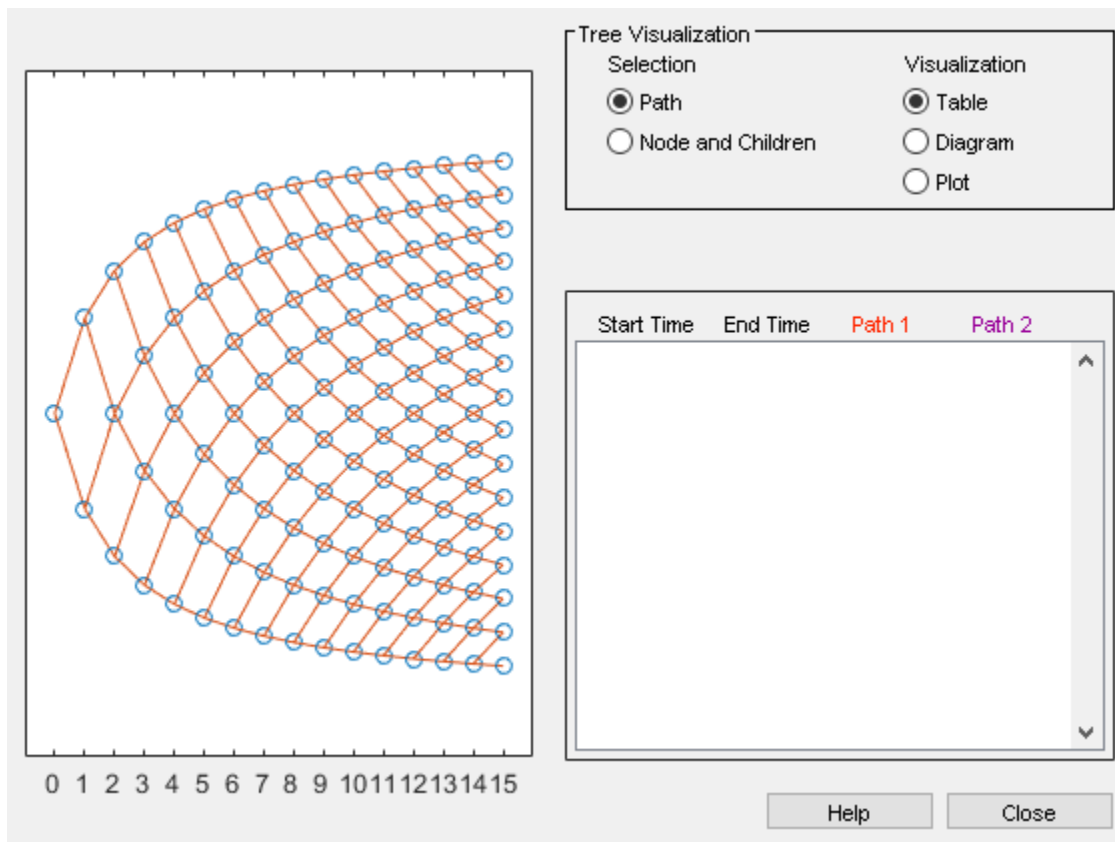 Tree Visualization
Selection
Visualization
Path
Table
Node and Children
Diagram
Plot
Start Time End Time Path 1 Path 2
0 1 2 3 4 5 6 7 8 9 10 11 12 13 14 15
Help
Close